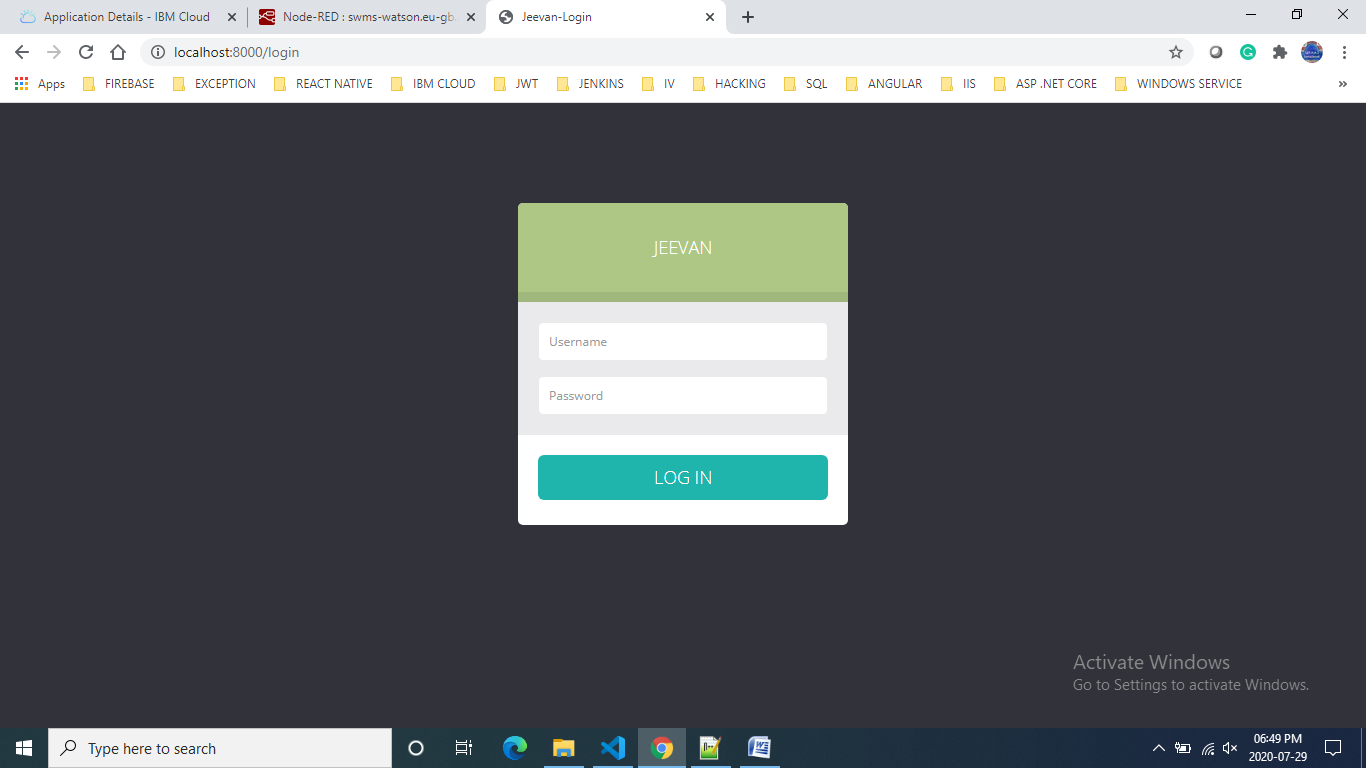 Application Details - IBM Cloud
Node-RED : swms-watson.eu-gb.
Jeevan-Login
localhost:8000/login
Apps FIREBASE EXCEPTION REACT NATIVE IBM CLOUD JWT JENKINS IV HACKING SQL ANGULAR IIS ASP .NET CORE WINDOWS SERVICE »
JEEVAN
Username
Password
LOG IN
Activate Windows
Go to Settings to activate Windows.
Type here to search
06:49 PM
2020-07-29